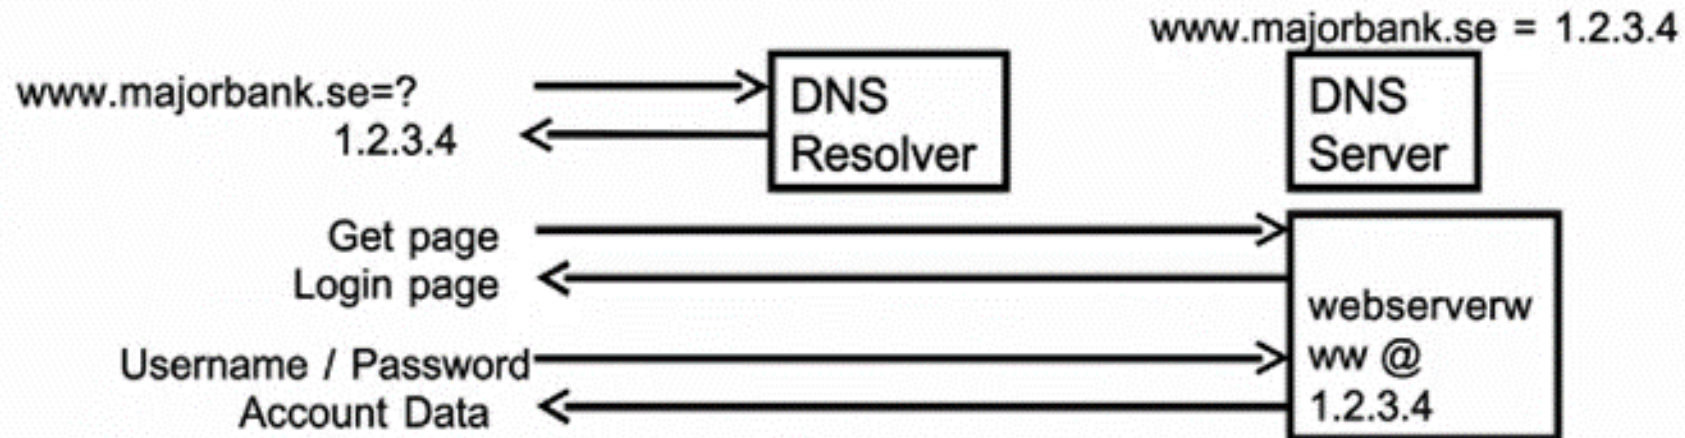 www.majorbank.se = 1.2.3.4
www.majorbank.se=?
1.2.3.4
DNS
Resolver
DNS
Server
Get page
Login page
Username / Password
Account Data
webserverw
ww @
1.2.3.4